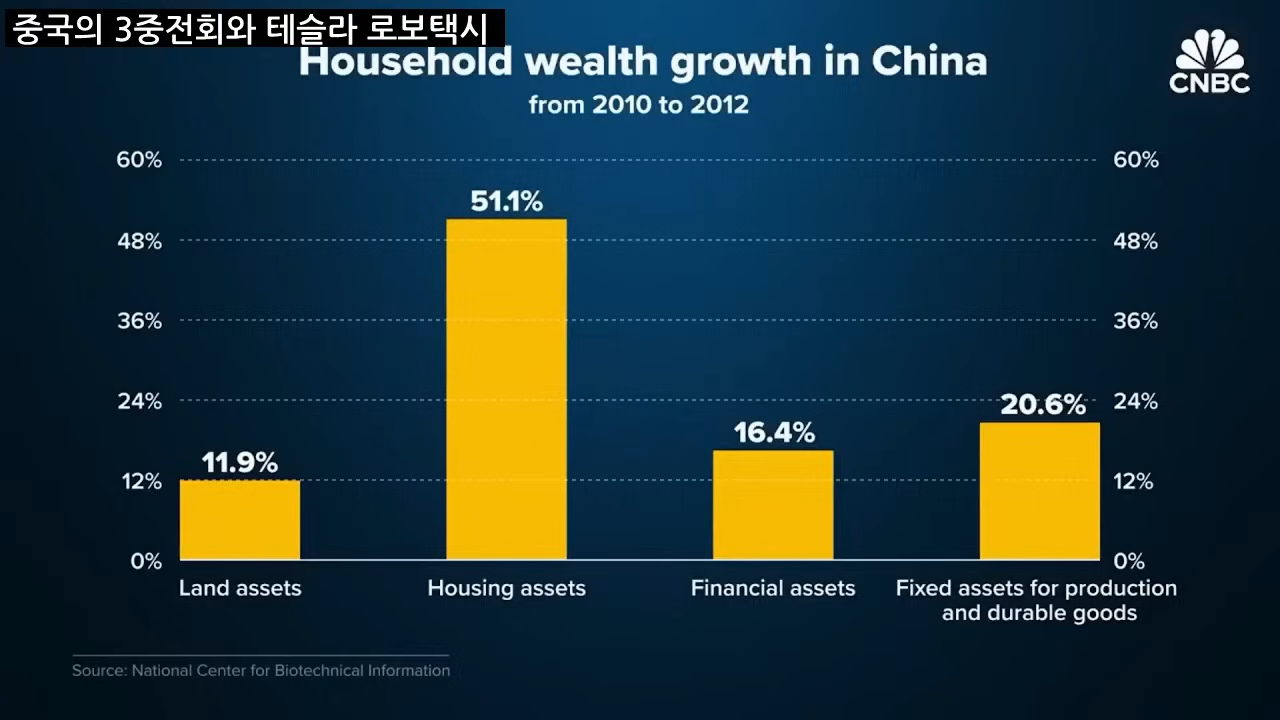 중국의 3중전회와 테슬라 로보택시
Household wealth growth in China
from 2010 to 2012
CNBC
60%
60%
51.1%
48%
48%
36%
36%
24%
20.6%
24%
16.4%
11.9%
12%
12%
0%
0%
Land assets
Housing assets
Financial assets
Fixed assets for production
and durable goods
Source: National Center for Biotechnical Information